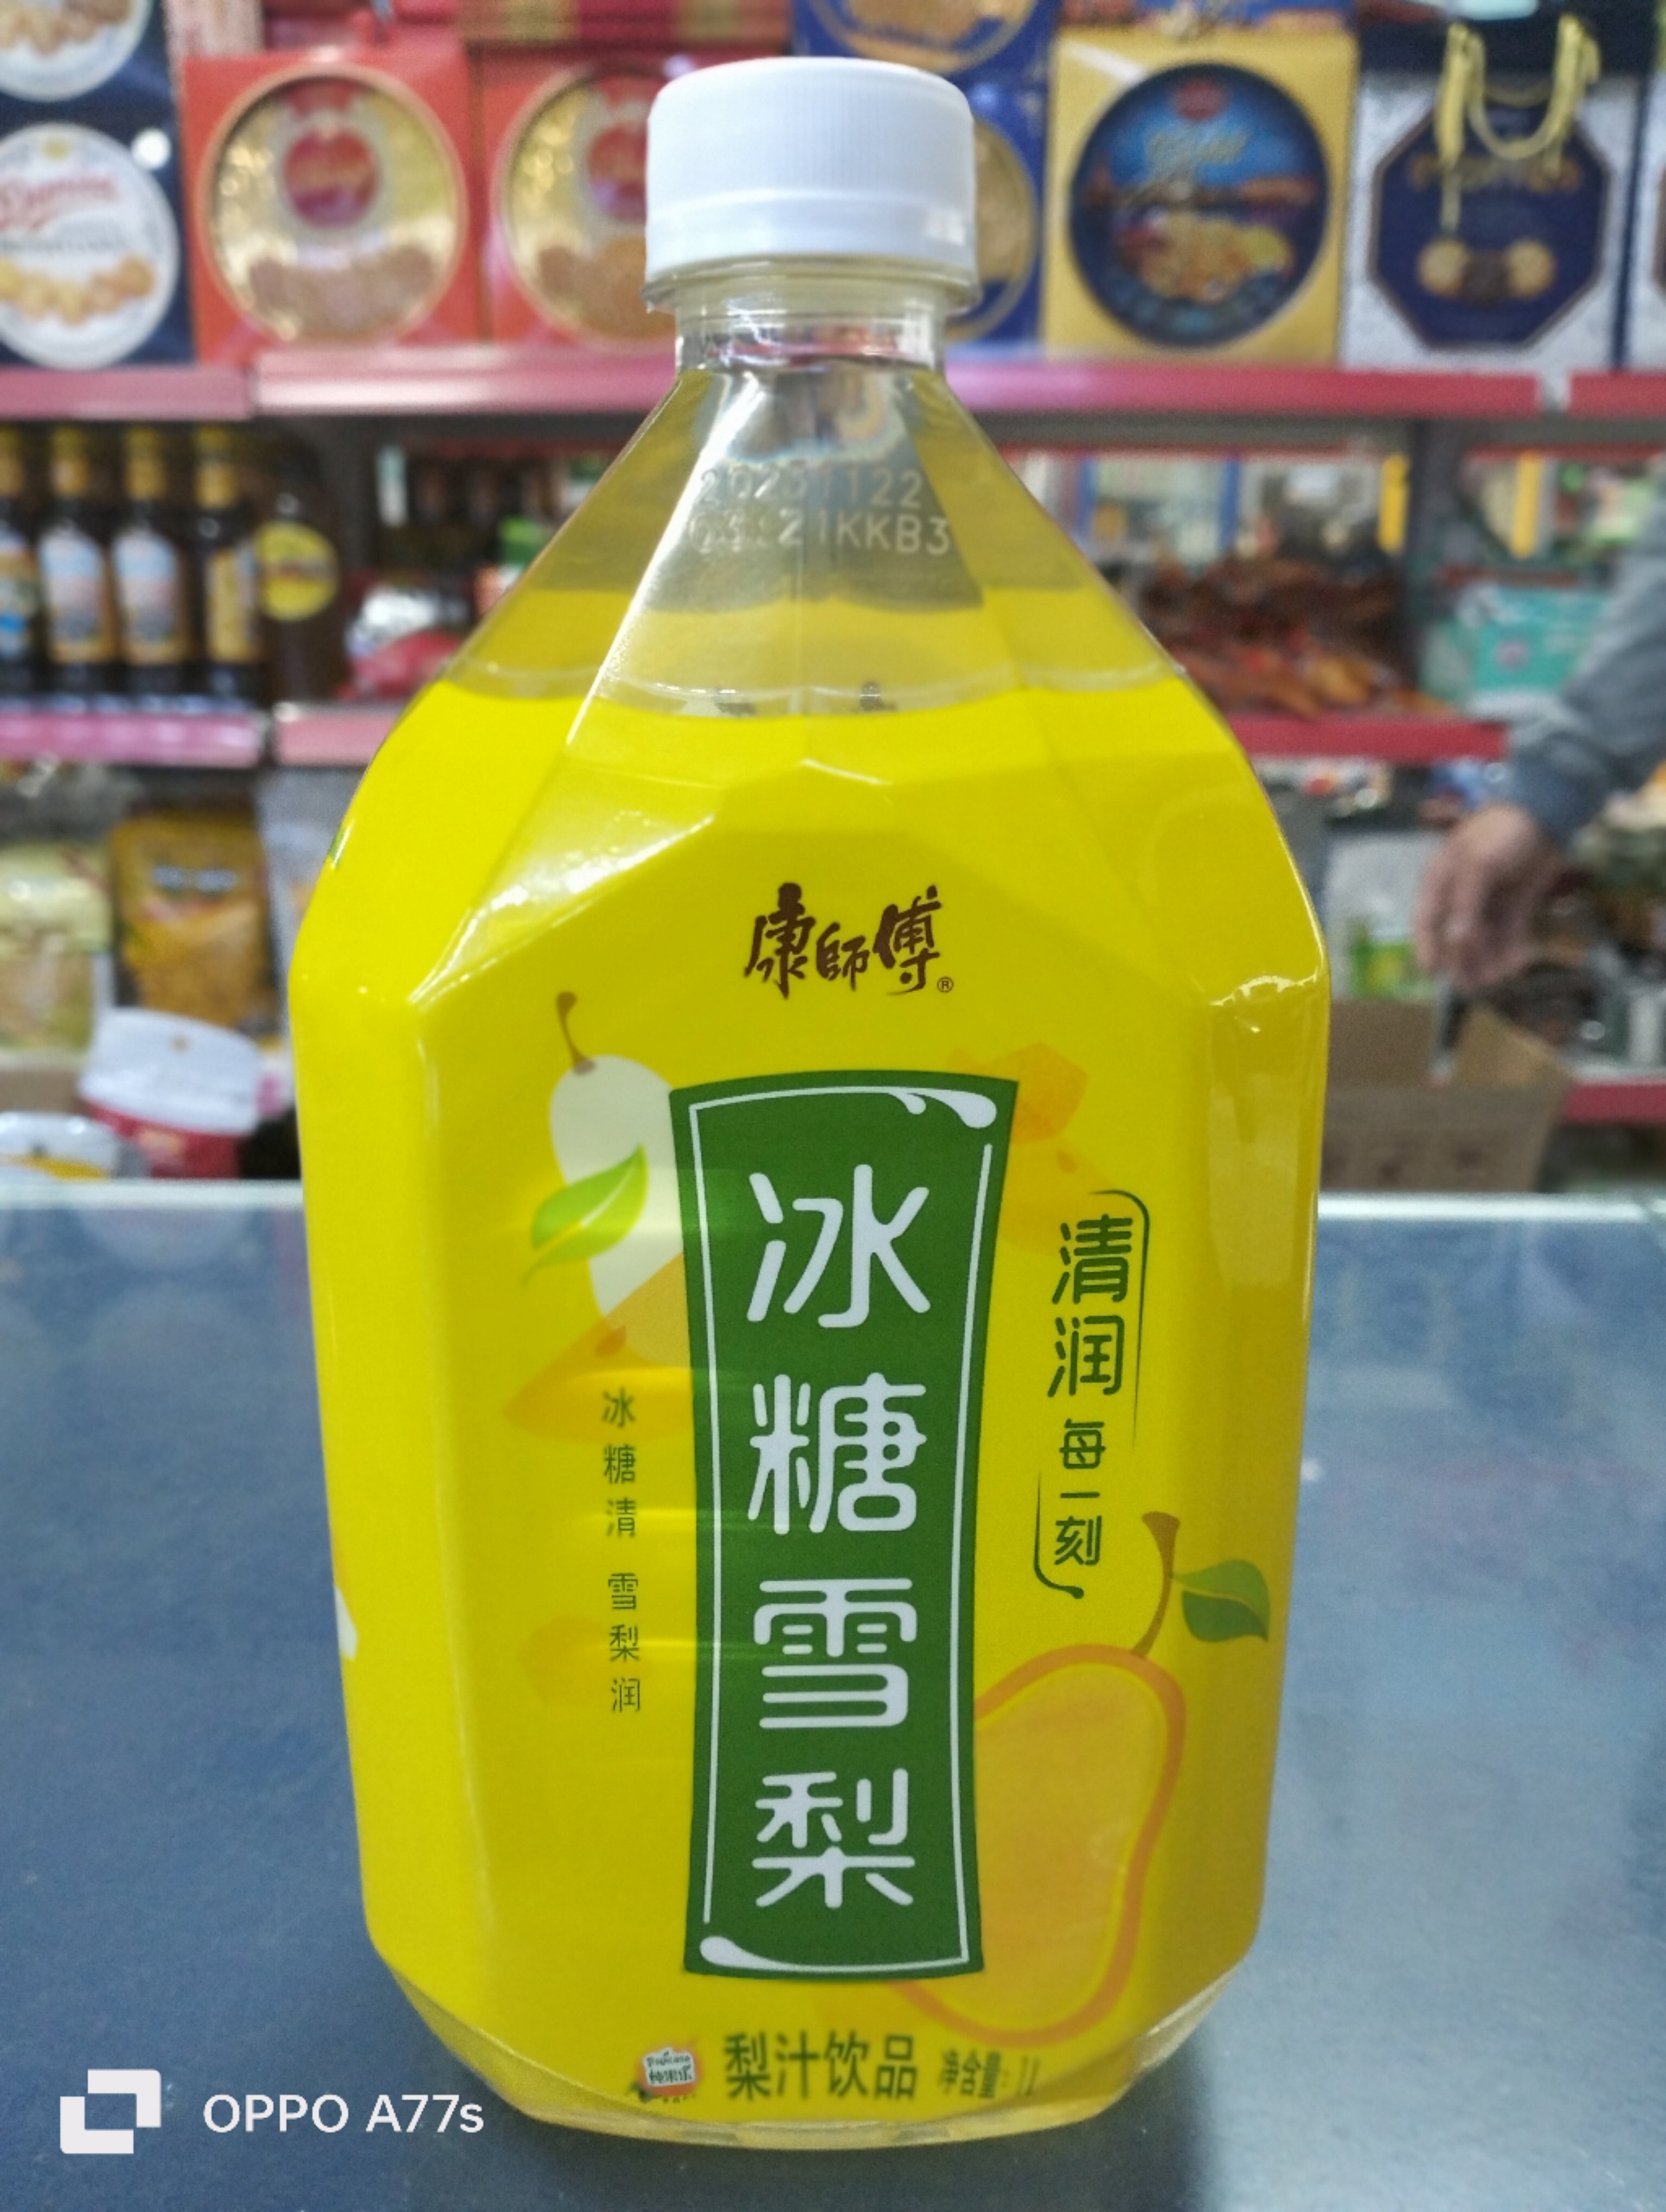 21KKB3
康師傅®
冰糖雪梨
清润
每一刻
冰糖清 雪梨润
梨汁饮品 净含量: 1L
OPPO A77s